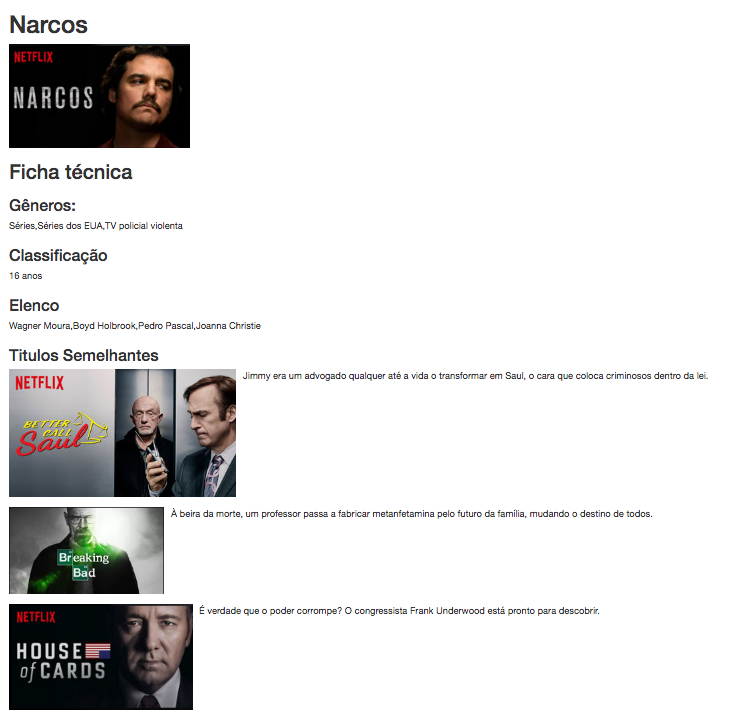 Narcos
NETFLIX
NARCOS
Ficha técnica
Gêneros:
Séries,Séries dos EUA,TV policial violenta
Classificação
16 anos
Elenco
Wagner Moura,Boyd Holbrook,Pedro Pascal,Joanna Christie
Titulos Semelhantes
NETFLIX
BETTER
CALL
Saul
Jimmy era um advogado qualquer até a vida o transformar em Saul, o cara que coloca criminosos dentro da lei.
Breaking
Bad
À beira da morte, um professor passa a fabricar metanfetamina pelo futuro da família, mudando o destino de todos.
NETFLIX
HOUSE
of CARDS
É verdade que o poder corrompe? O congressista Frank Underwood está pronto para descobrir.